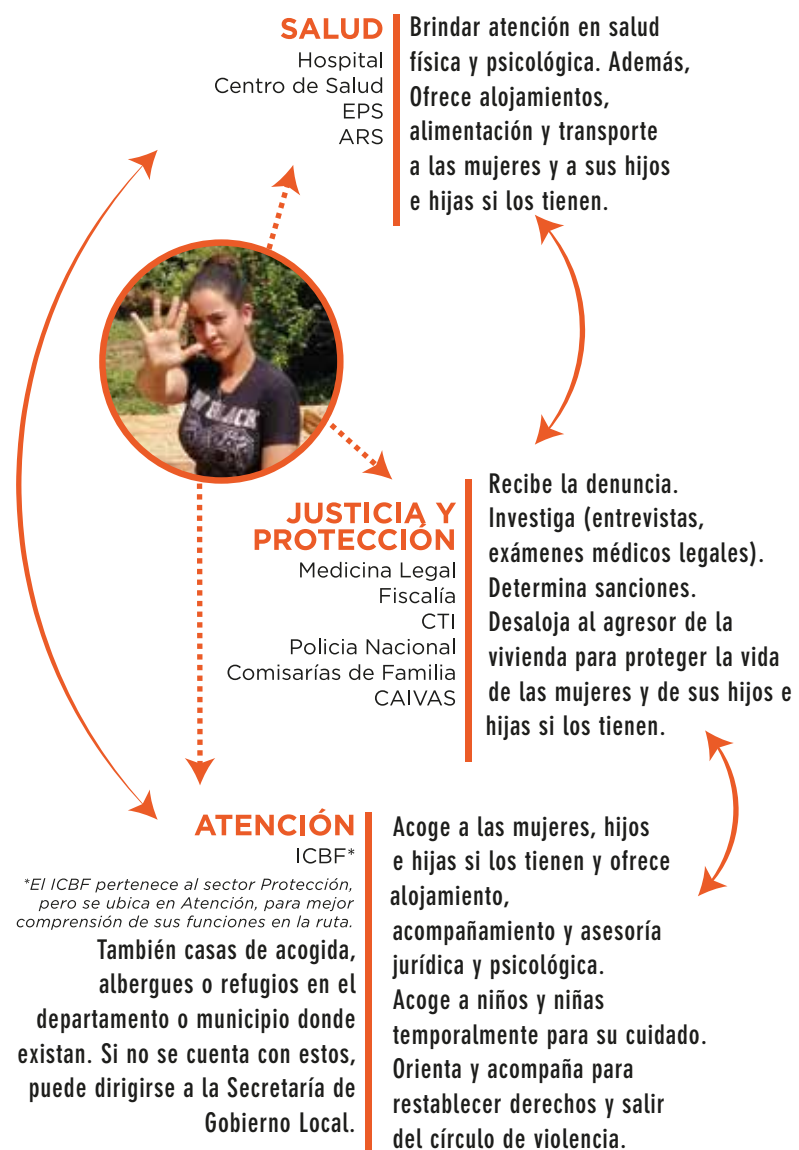 SALUD
Hospital
Centro de Salud
EPS
ARS
Brindar atención en salud
física y psicológica. Además,
Ofrece alojamientos,
alimentación y transporte
a las mujeres y a sus hijos
e hijas si los tienen.
BLACK
JUSTICIA Y
PROTECCIÓN
Medicina Legal
Fiscalía
CTI
Policia Nacional
Comisarías de Familia
CAIVAS
Recibe la denuncia.
Investiga (entrevistas,
exámenes médicos legales).
Determina sanciones.
Desaloja al agresor de la
vivienda para proteger la vida
de las mujeres y de sus hijos e
hijas si los tienen.
ATENCIÓN
ICBF*
*El ICBF pertenece al sector Protección,
pero se ubica en Atención, para mejor
comprensión de sus funciones en la ruta.
También casas de acogida,
albergues o refugios en el
departamento o municipio donde
existan. Si no se cuenta con estos,
puede dirigirse a la Secretaría de
Gobierno Local.
Acoge a las mujeres, hijos
e hijas si los tienen y ofrece
alojamiento,
acompañamiento y asesoría
jurídica y psicológica.
Acoge a niños y niñas
temporalmente para su cuidado.
Orienta y acompaña para
restablecer derechos y salir
del círculo de violencia.